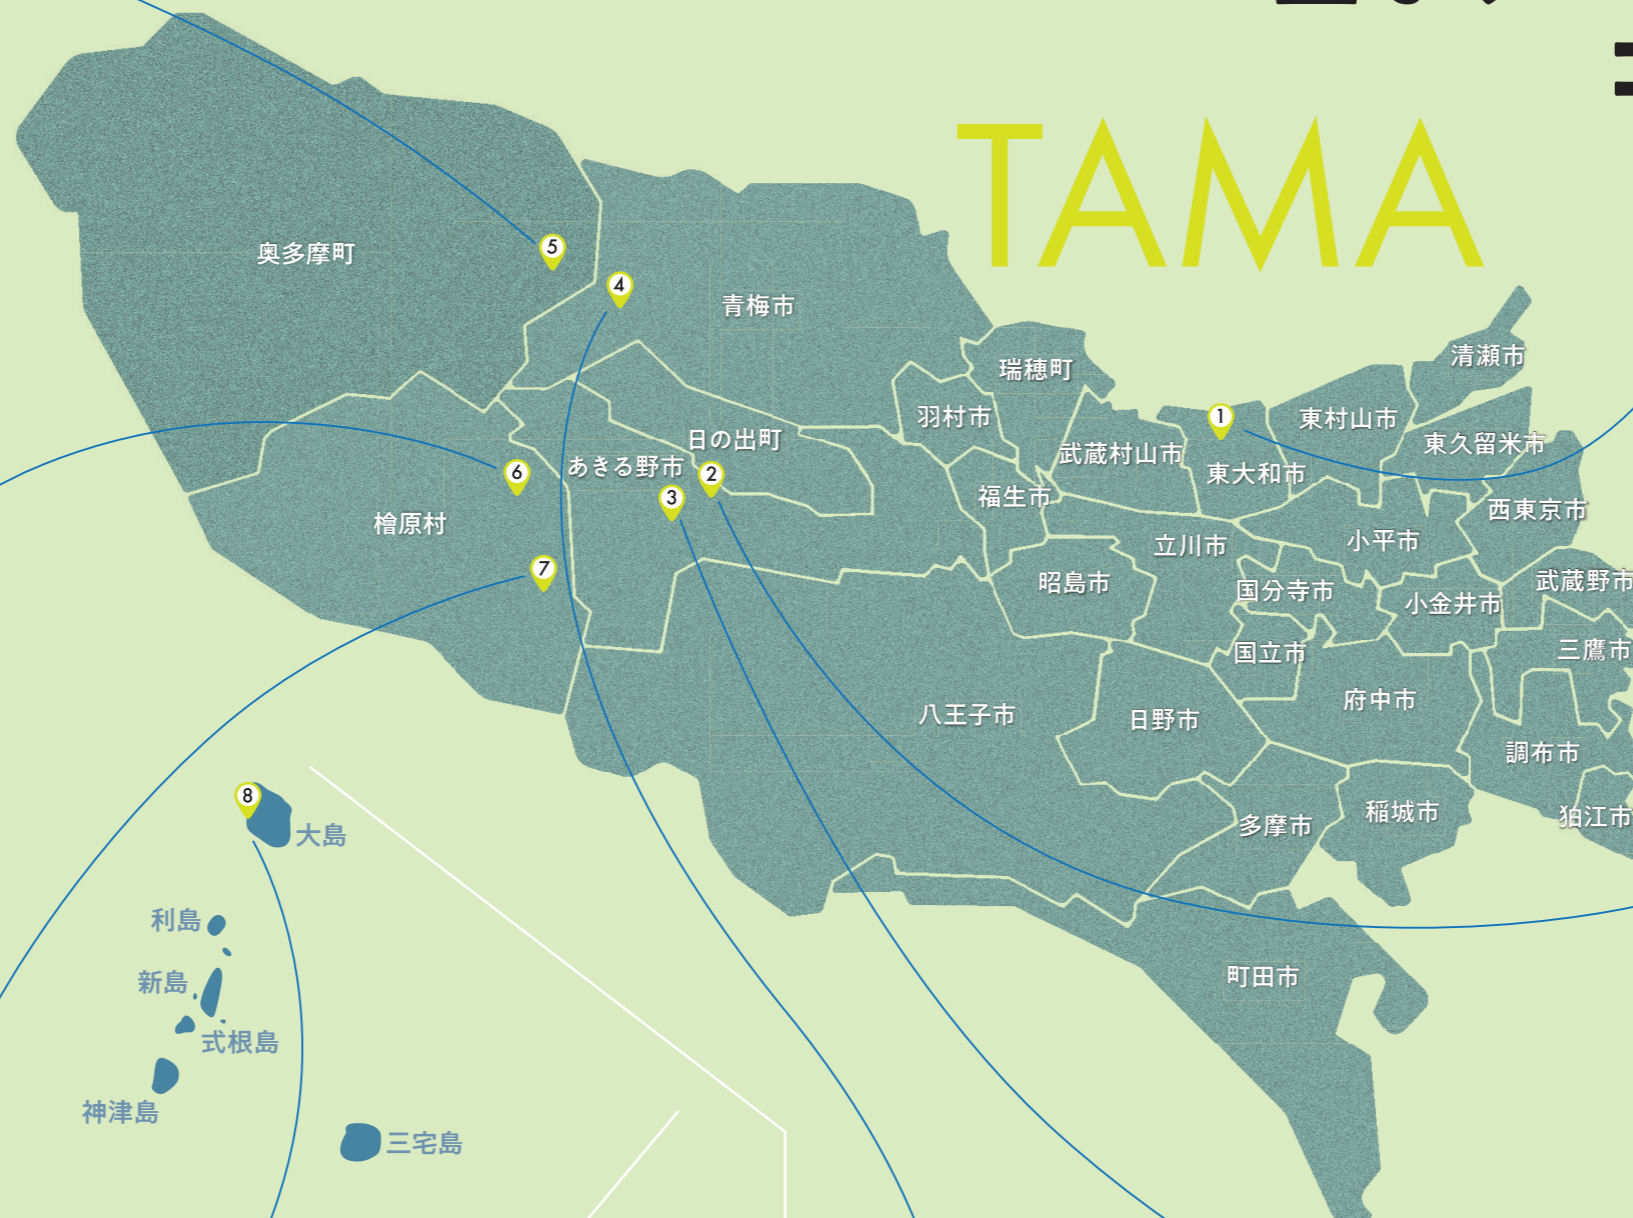 TAMA
奥多摩町
5
4
青梅市
清瀬市
瑞穂町
羽村市
1
東村山市
東久留米市
日の出町
武蔵村山市
東大和市
あきる野市
2
6
3
福生市
西東京市
檜原村
立川市
小平市
7
昭島市
国分寺市
小金井市
武蔵野市
国立市
三鷹市
府中市
八王子市
日野市
調布市
8
大島
多摩市
稲城市
狛江市
利島
新島
町田市
式根島
神津島
三宅島